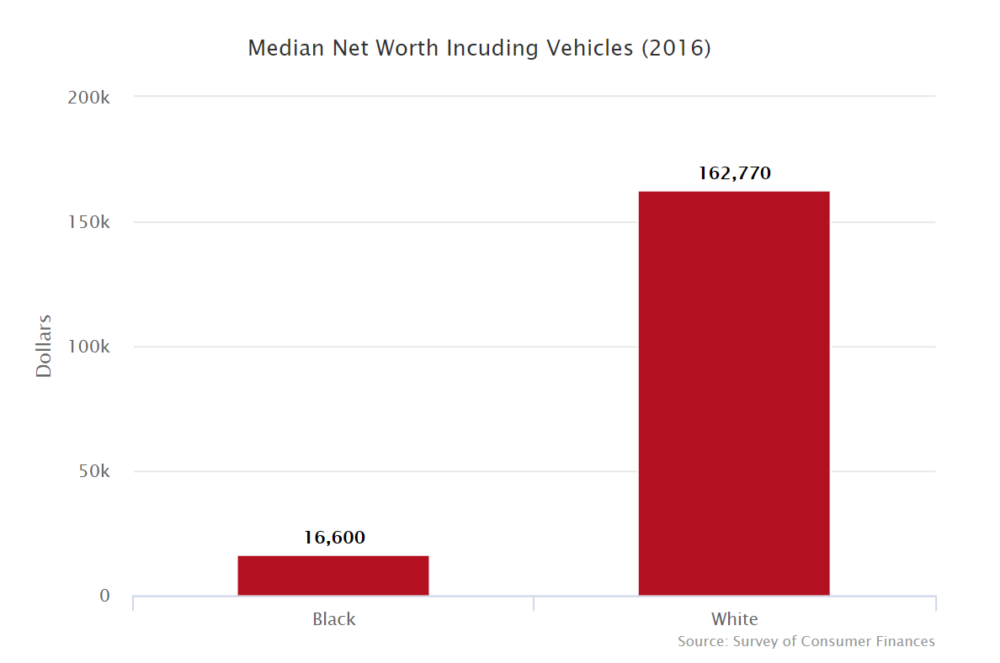 Median Net Worth Incuding Vehicles (2016)
200k
150k
100k
50k
0
Dollars
162,770
16,600
Black
White
Source: Survey of Consumer Finances